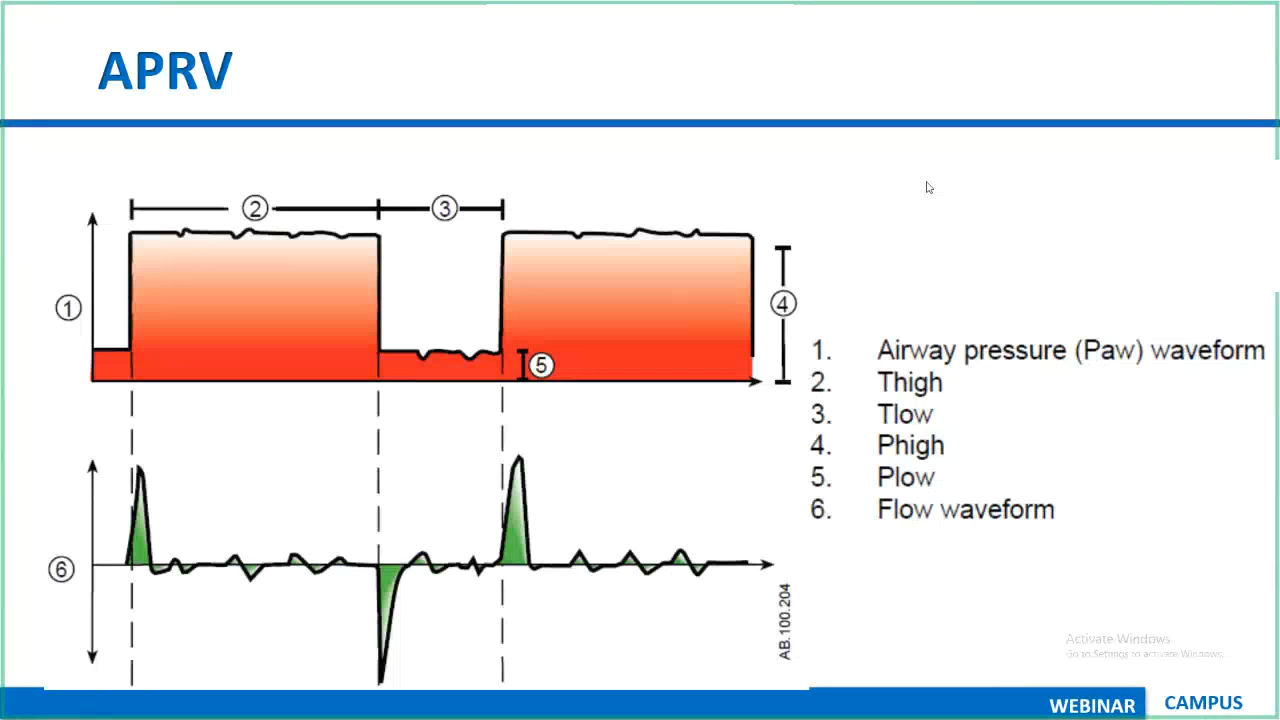 APRV
②
③
①
④
⑤
1. Airway pressure (Paw) waveform
2. Thigh
3. Tlow
4. Phigh
5. Plow
6. Flow waveform
⑥
AB.100.204
Activate Windows
Go to Settings to activate Windows.
WEBINAR CAMPUS